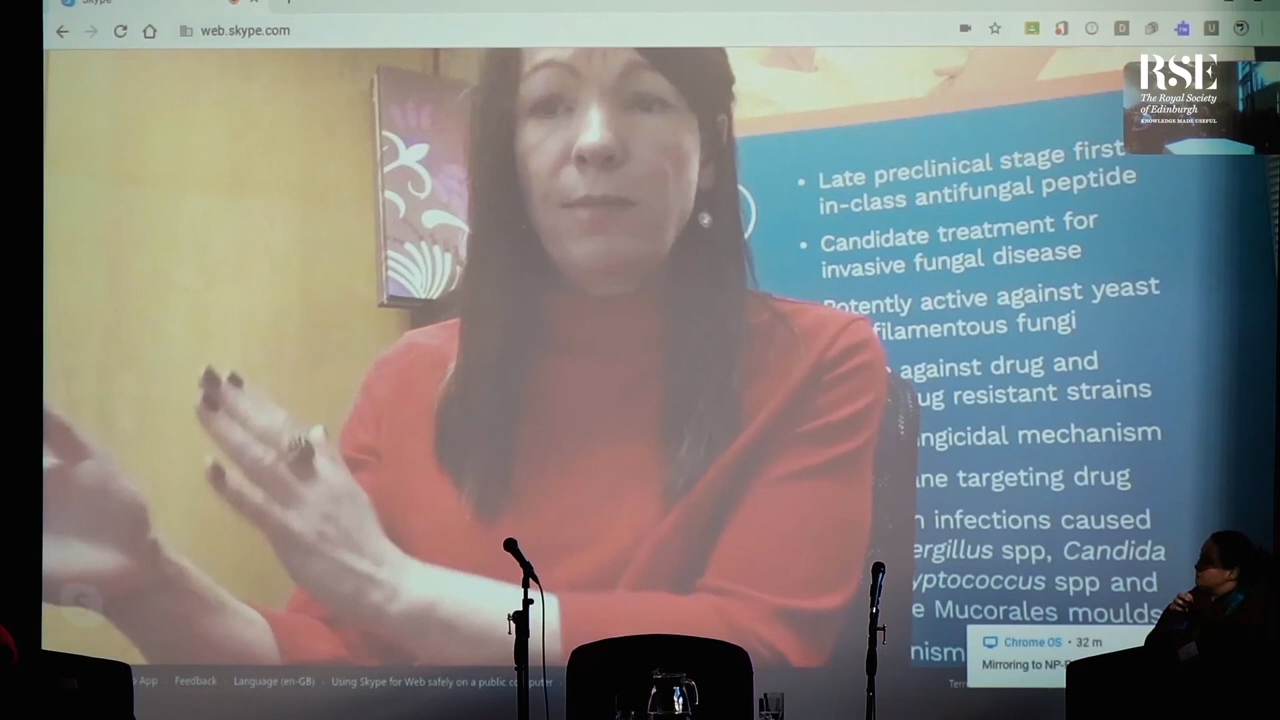 Skype
web.skype.com
RSE
The Royal Society
of Edinburgh
KNOWLEDGE MADE USEFUL
• Late preclinical stage first
in-class antifungal peptide
• Candidate treatment for
invasive fungal disease
Potently active against yeast
filamentous fungi
against drug and
ug resistant strains
ngicidal mechanism
ne targeting drug
infections caused
ergillus spp, Candida
yptococcus spp and
e Mucorales moulds
nism
Chrome OS • 32 m
Mirroring to NP-
App Feedback Language (en-GB) Using Skype for Web safely on a public computer